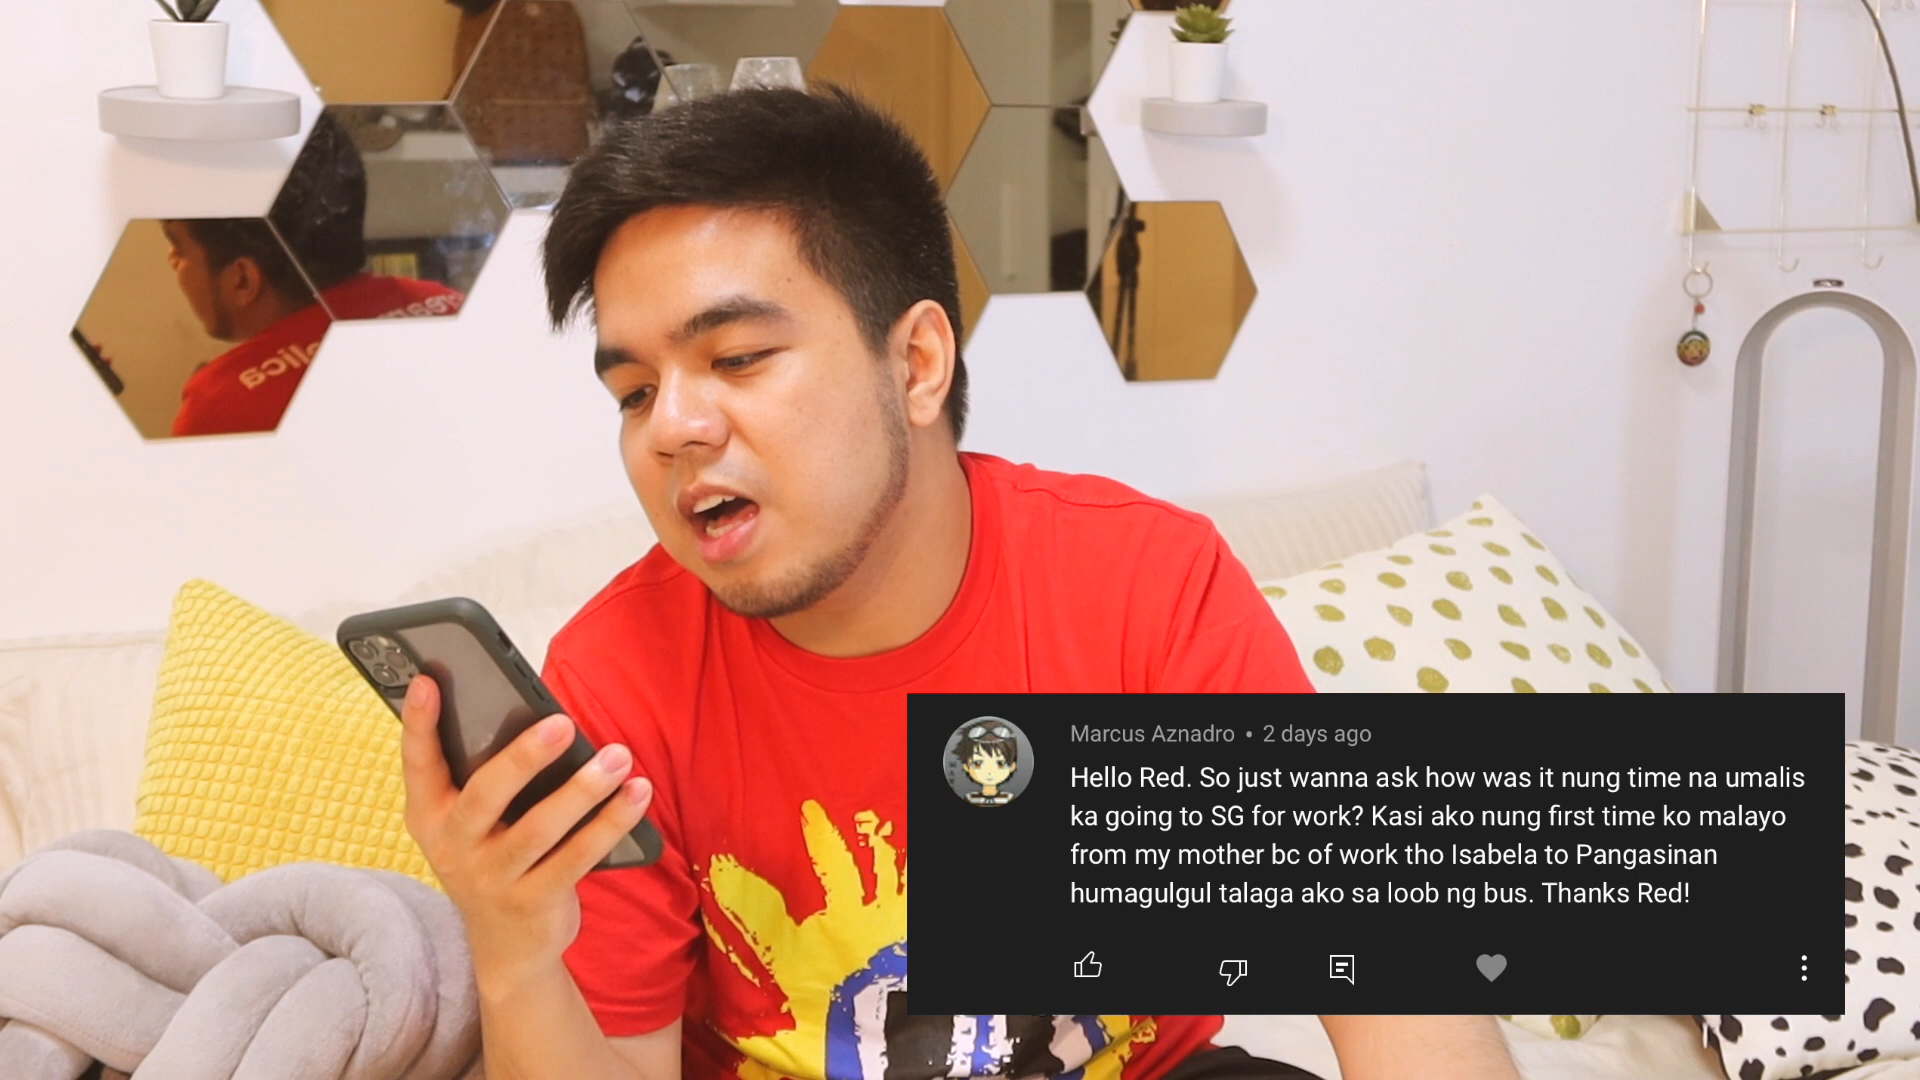 Marcus Aznadro • 2 days ago
Hello Red. So just wanna ask how was it nung time na umalis
ka going to SG for work? Kasi ako nung first time ko malayo
from my mother bc of work tho Isabela to Pangasinan
humagulgul talaga ako sa loob ng bus. Thanks Red!